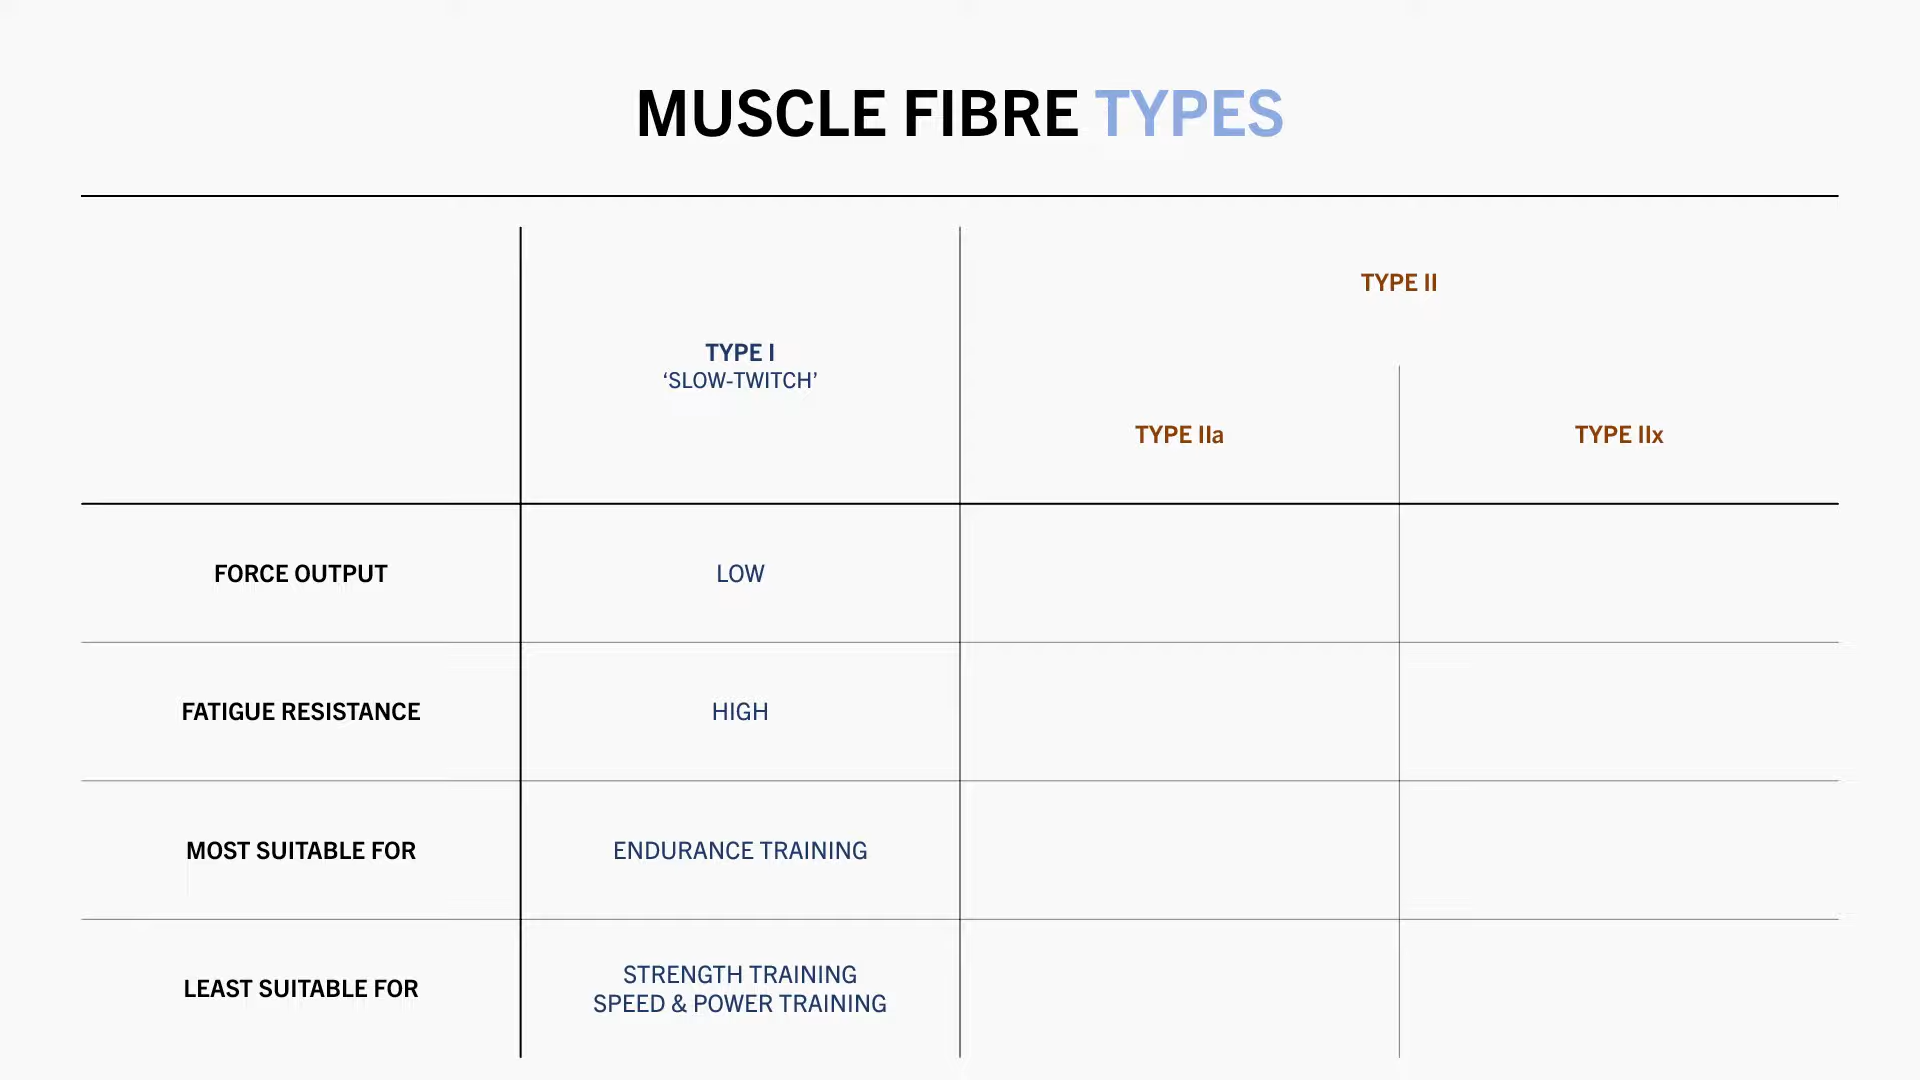 MUSCLE FIBRE TYPES
TYPE II
TYPE I
‘SLOW-TWITCH’
TYPE IIa
TYPE IIx
FORCE OUTPUT
LOW
FATIGUE RESISTANCE
HIGH
MOST SUITABLE FOR
ENDURANCE TRAINING
LEAST SUITABLE FOR
STRENGTH TRAINING
SPEED & POWER TRAINING